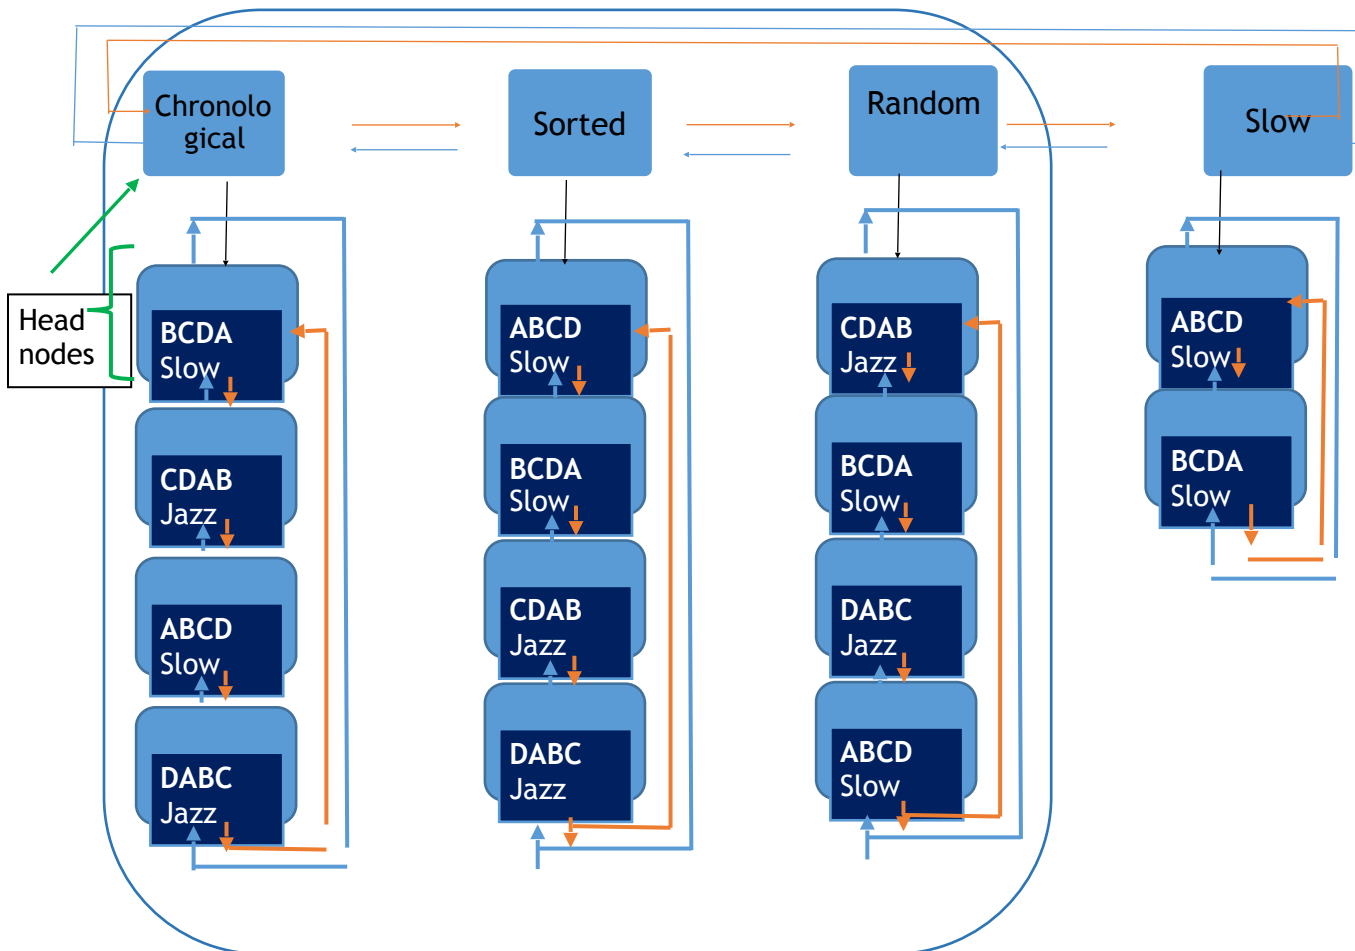 Chronolo
gical
Sorted
Random
Slow
Head
nodes
BCDA
Slow
CDAB
Jazz
ABCD
Slow
DABC
Jazz
ABCD
Slow
BCDA
Slow
CDAB
Jazz
DABC
Jazz
CDAB
Jazz
BCDA
Slow
DABC
Jazz
ABCD
Slow
ABCD
Slow
BCDA
Slow